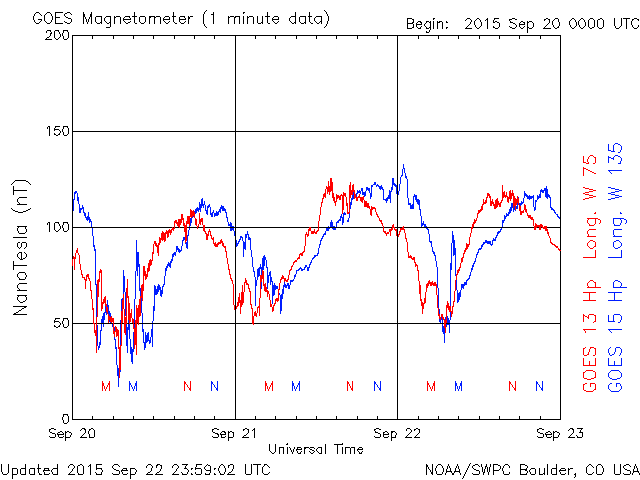 GOES Magnetometer (1 minute data)
Begin: 2015 Sep 20 0000 UTC
200
150
100
50
0
NanoTesla (nT)
M M N N M M N N M M N N
Sep 20 Sep 21 Sep 22 Sep 23
Universal Time
GOES 13 Hp Long. W 75
GOES 15 Hp Long. W 135
Updated 2015 Sep 22 23:59:02 UTC
NOAA/SWPC Boulder, CO USA